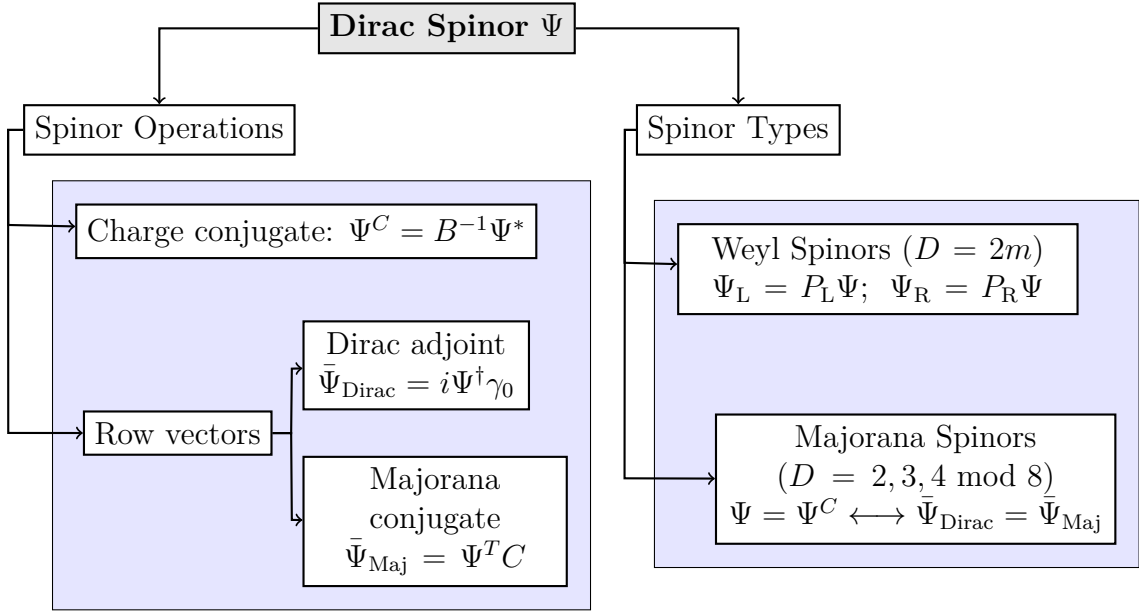 Dirac Spinor Ψ
Spinor Operations
Charge conjugate: Ψ^C = B^{−1}Ψ^*
Row vectors
Dirac adjoint
Ψ̄_Dirac = iΨ^†γ_0
Majorana
conjugate
Ψ̄_Maj = Ψ^T C
Spinor Types
Weyl Spinors (D = 2m)
Ψ_L = P_LΨ; Ψ_R = P_RΨ
Majorana Spinors
(D = 2, 3, 4 mod 8)
Ψ = Ψ^C ⟷ Ψ̄_Dirac = Ψ̄_Maj